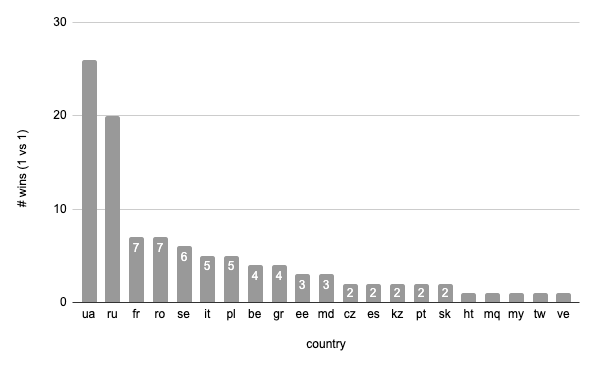 30
20
10
0
# wins (1 vs 1)
7 7 6 5 5 4 4 3 3 2 2 2 2 2
ua ru fr ro se it pl be gr ee md cz es kz pt sk ht mq my tw ve
country